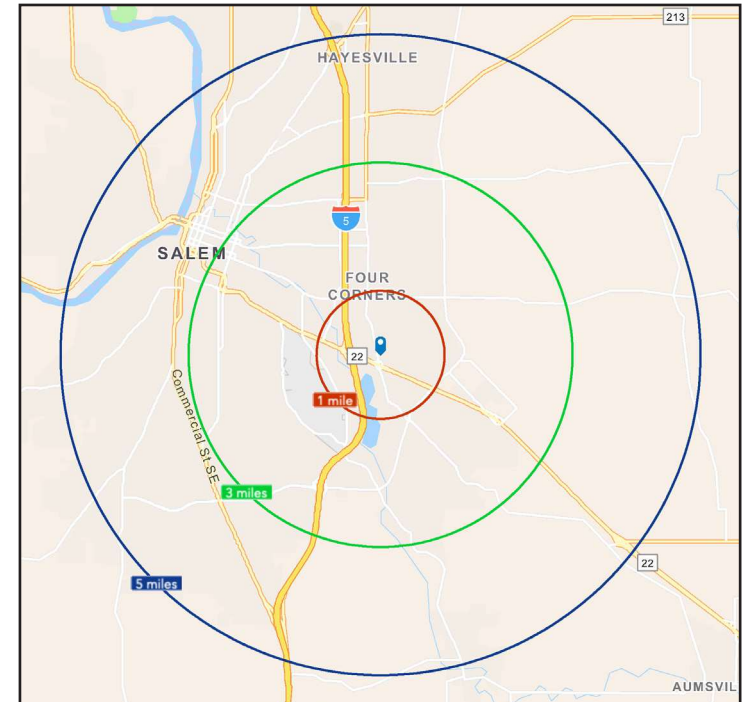 213
HAYESVILLE
5
SALEM
FOUR
CORNERS
22
1 mile
Commercial St SE
3 miles
22
5 miles
AUMSVIL